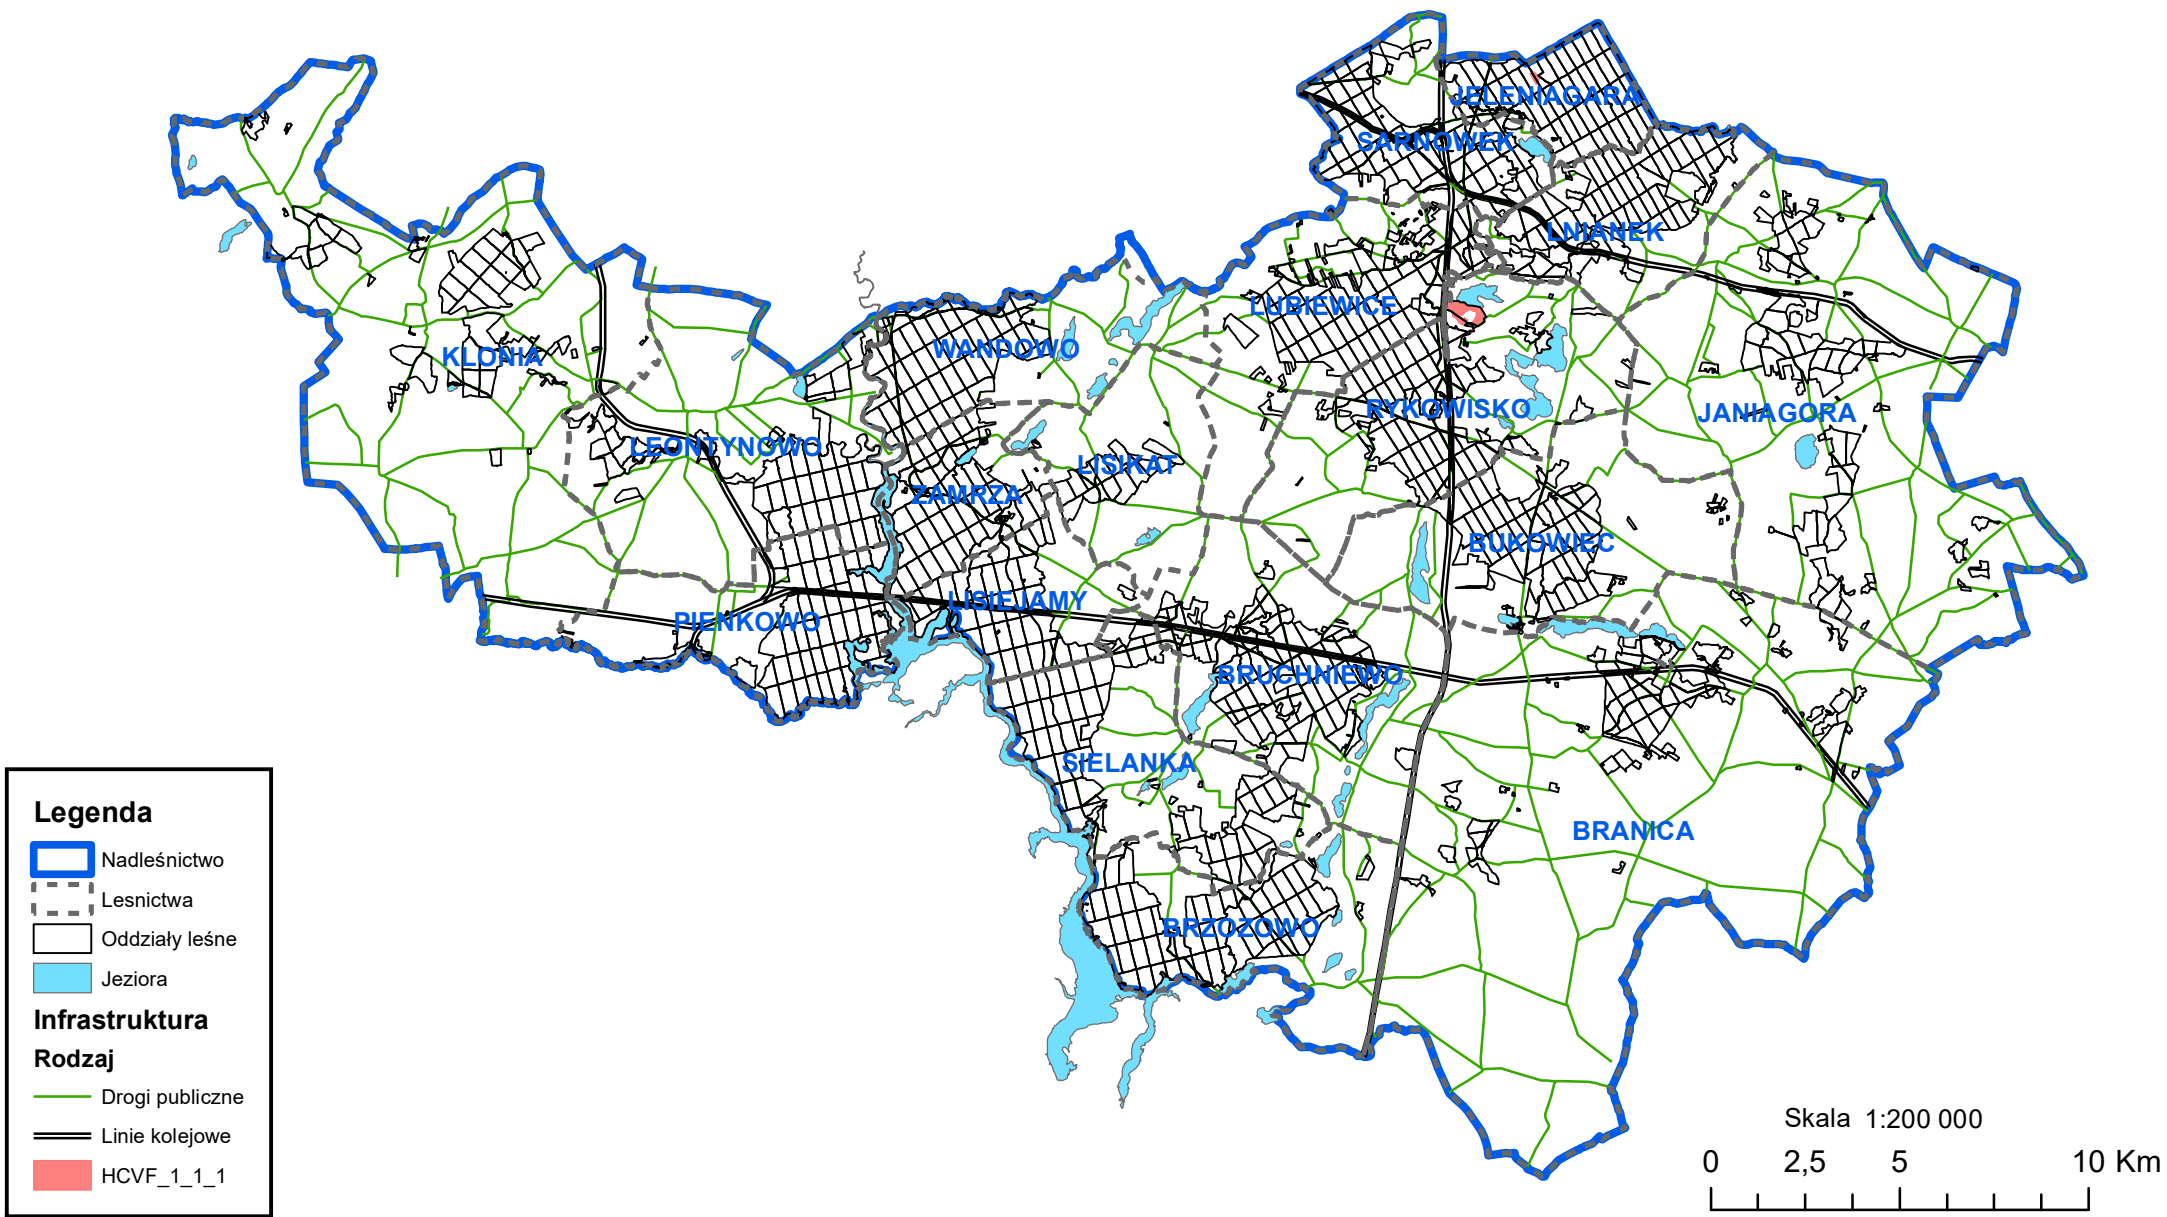 JELENIAGARA
SARNOWEK
LNIANEK
LUBIEWICE
WANDOWO
KLONIA
RYKOWISKO
JANIAGORA
LEONTYNOWO
LISIKAT
ZAMRZA
BUKOWIEC
LISIEJAMY
PIENKOWO
BRUCHNIEWO
SIELANKA
BRANICA
BRZOZOWO
Legenda
Nadleśnictwo
Lesnictwa
Oddziały leśne
Jeziora
Infrastruktura
Rodzaj
Drogi publiczne
Linie kolejowe
HCVF_1_1_1
Skala 1:200 000
0 2,5 5 10 Km